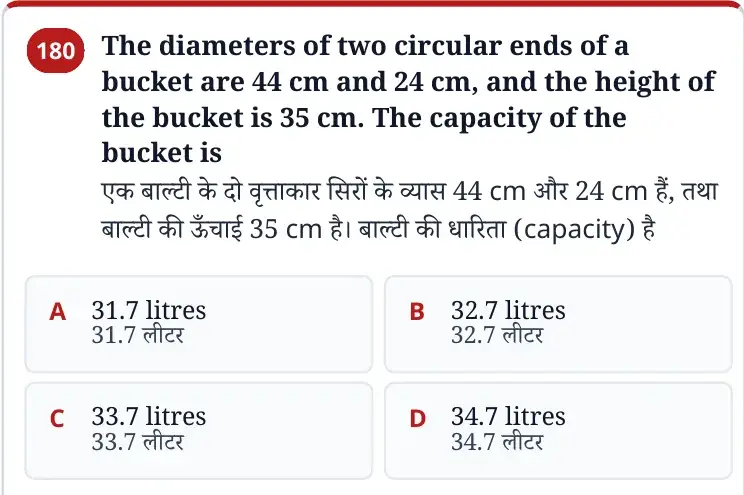 180 The diameters of two circular ends of a
bucket are 44 cm and 24 cm, and the height of
the bucket is 35 cm. The capacity of the
bucket is
एक बाल्टी के दो वृत्ताकार सिरों के व्यास 44 cm और 24 cm हैं, तथा
बाल्टी की ऊँचाई 35 cm है। बाल्टी की धारिता (capacity) है
A 31.7 litres
31.7 लीटर
B 32.7 litres
32.7 लीटर
C 33.7 litres
33.7 लीटर
D 34.7 litres
34.7 लीटर